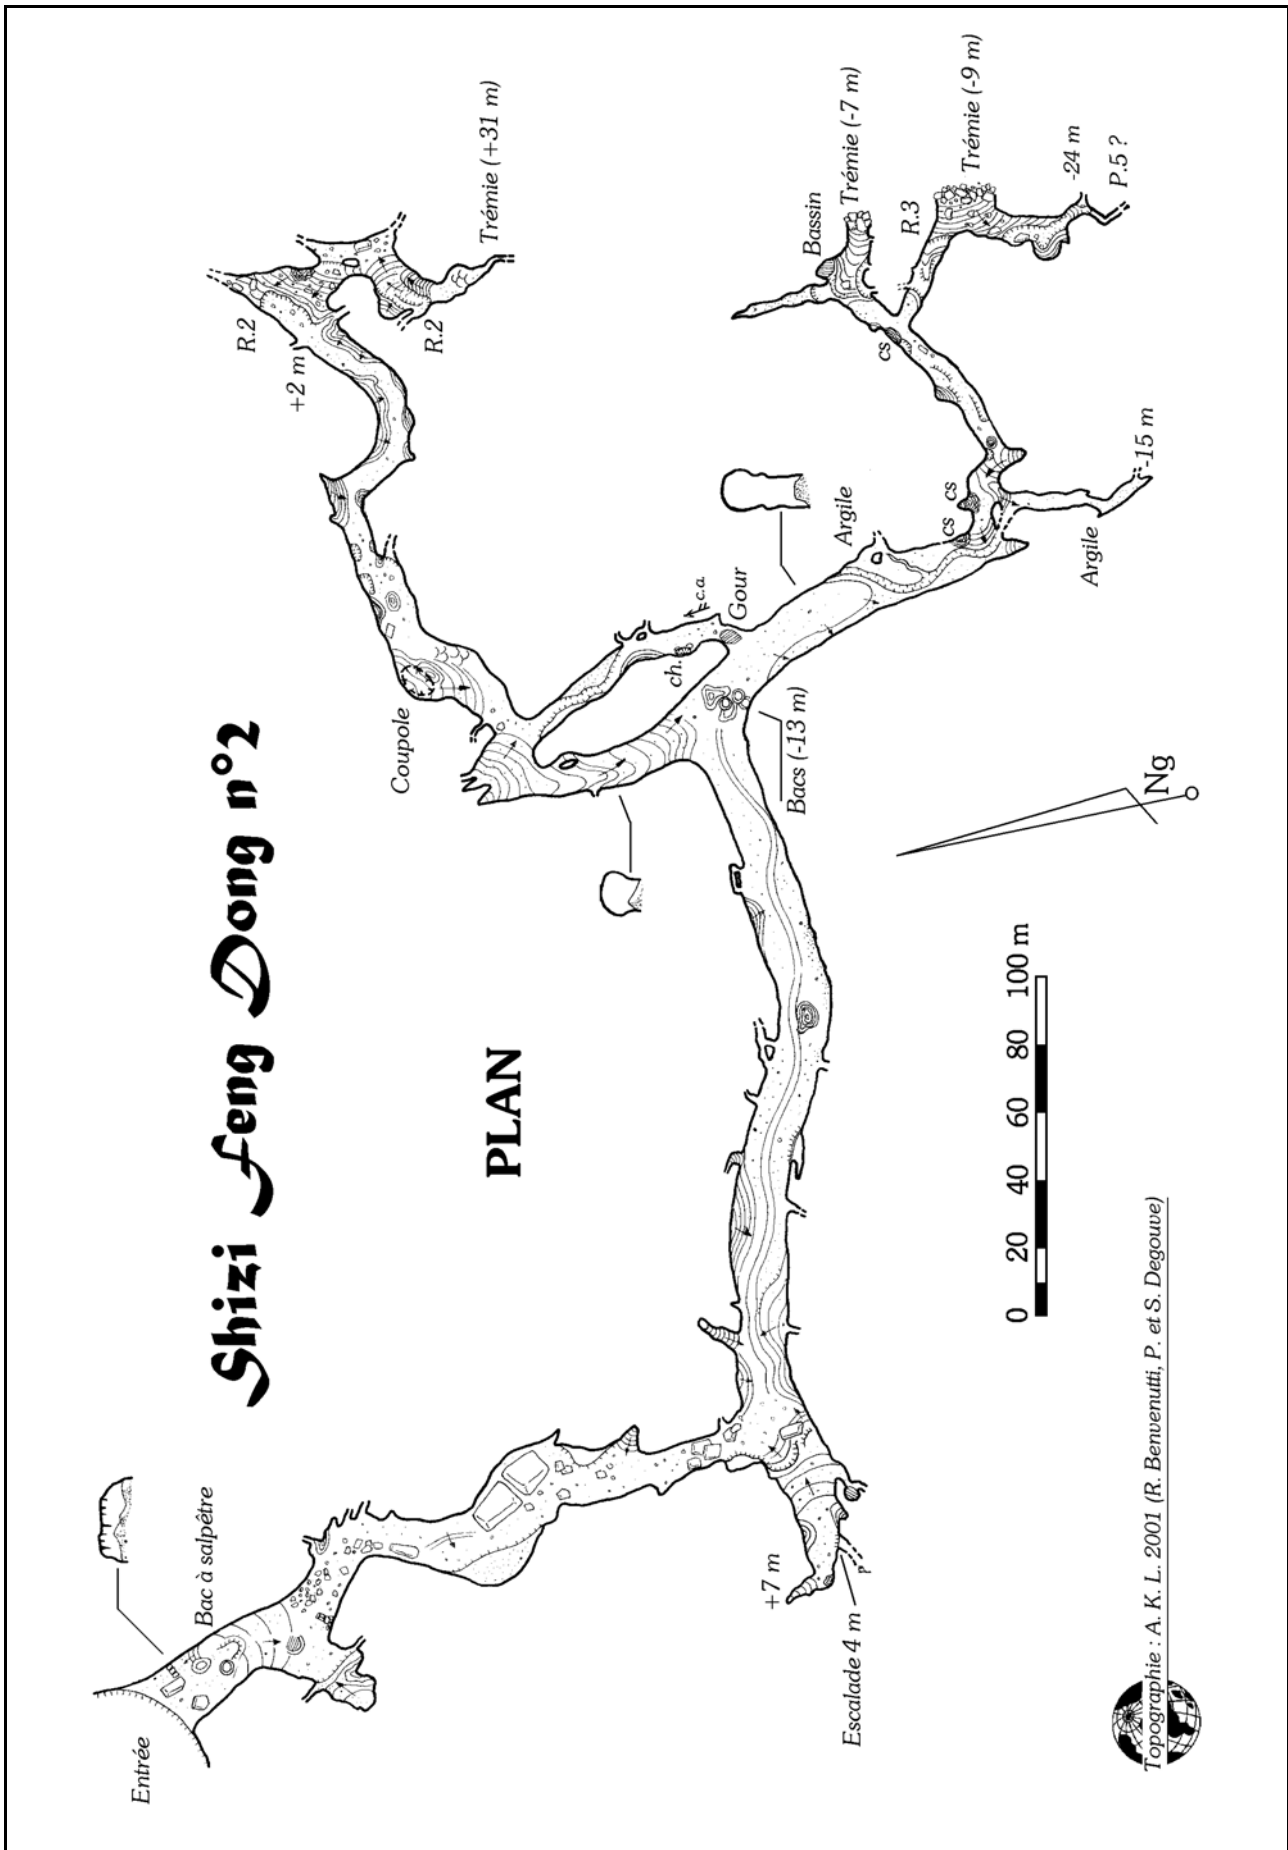 Shizi Feng Dong n°2
PLAN
Entrée
Bac à salpêtre
+7 m
Escalade 4 m
P
Coupole
+2 m
R.2
R.2
Trémie (+31 m)
ch.
c.a.
Gour
Bacs (-13 m)
Argile
cs
cs
Argile
-15 m
cs
Bassin
Trémie (-7 m)
R.3
Trémie (-9 m)
-24 m
P.5 ?
Ng
0 20 40 60 80 100 m
Topographie : A. K. L. 2001 (R. Benvenutti, P. et S. Degouve)